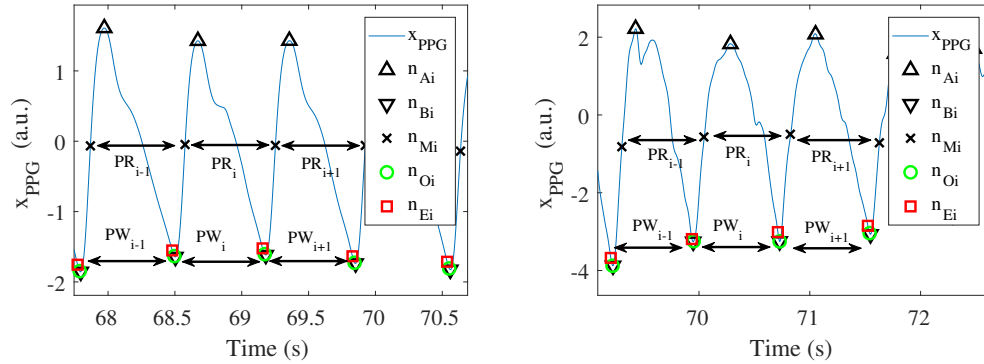 x_PPG (a.u.)
1
0
-1
-2
x_PPG
n_Ai
n_Bi
n_Mi
n_Oi
n_Ei
PR_i-1
PR_i
PR_i+1
PW_i-1
PW_i
PW_i+1
68
68.5
69
69.5
70
70.5
Time (s)
x_PPG (a.u.)
2
0
-2
-4
x_PPG
n_Ai
n_Bi
n_Mi
n_Oi
n_Ei
PR_i-1
PR_i
PR_i+1
PW_i-1
PW_i
PW_i+1
70
71
72
Time (s)